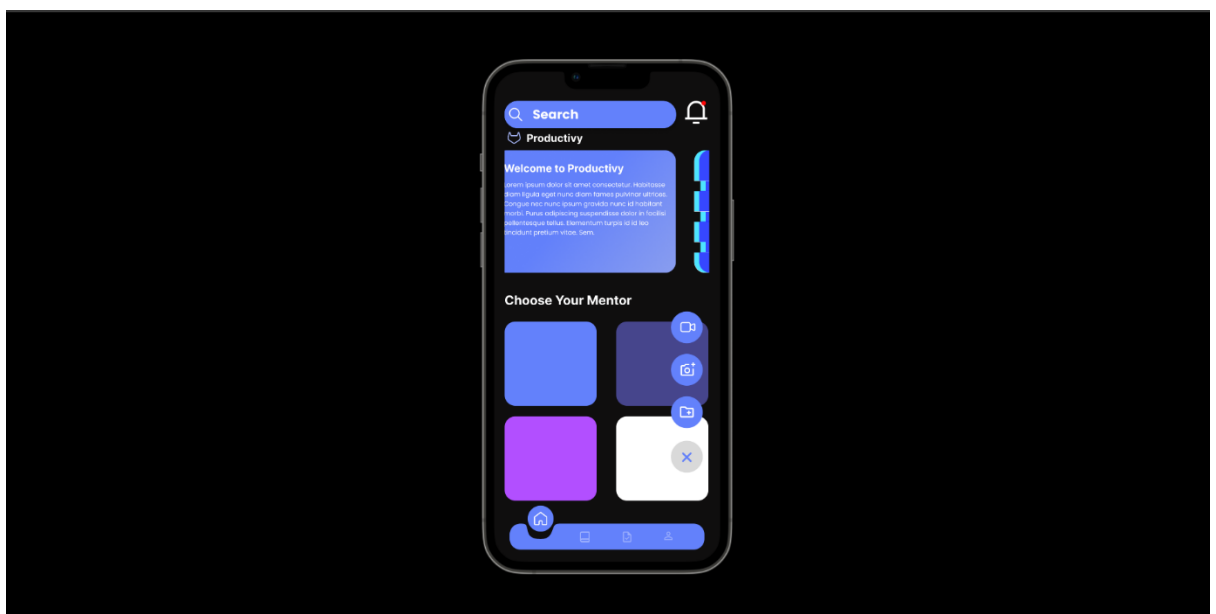 Search
Productivy
Welcome to Productivy
Lorem ipsum dolor sit amet consectetur. Habitasse
diam ligula eget nunc diam fames pulvinar ultrices.
Congue nec nunc ipsum gravida nunc id habitant
morbi. Purus adipiscing suspendisse dolor in facilisi
pellentesque tellus. Elementum turpis id id leo
tincidunt pretium vitae. Sem.
Choose Your Mentor